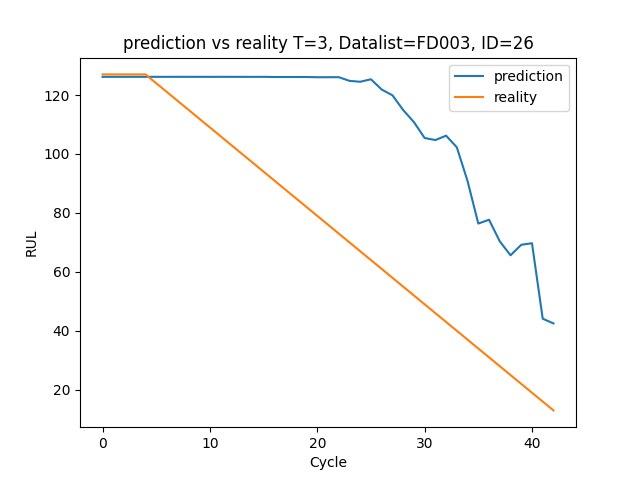 prediction vs reality T=3, Datalist=FD003, ID=26
prediction
reality
RUL
120
100
80
60
40
20
0 10 20 30 40
Cycle